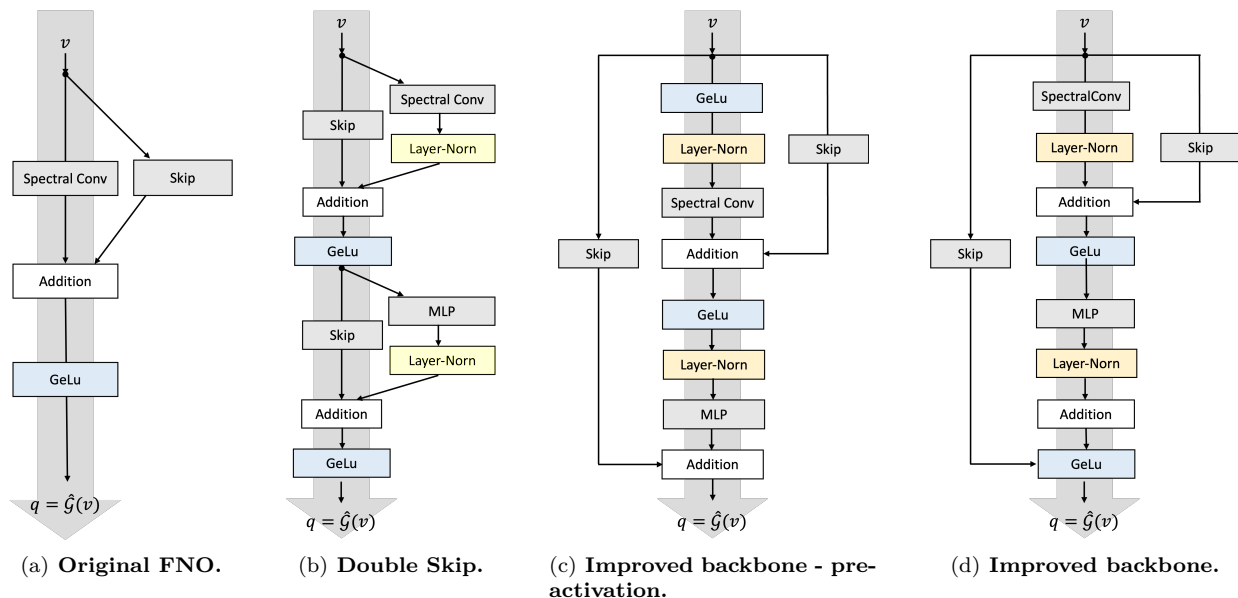 v
Spectral Conv
Skip
Addition
GeLu
q = 𝒢̂(v)
(a) Original FNO.
v
Spectral Conv
Skip
Layer-Norn
Addition
GeLu
MLP
Skip
Layer-Norn
Addition
GeLu
q = 𝒢̂(v)
(b) Double Skip.
v
GeLu
Layer-Norn
Skip
Spectral Conv
Skip
Addition
GeLu
Layer-Norn
MLP
Addition
q = 𝒢̂(v)
(c) Improved backbone - pre-
activation.
v
SpectralConv
Layer-Norn
Skip
Addition
Skip
GeLu
MLP
Layer-Norn
Addition
GeLu
q = 𝒢̂(v)
(d) Improved backbone.